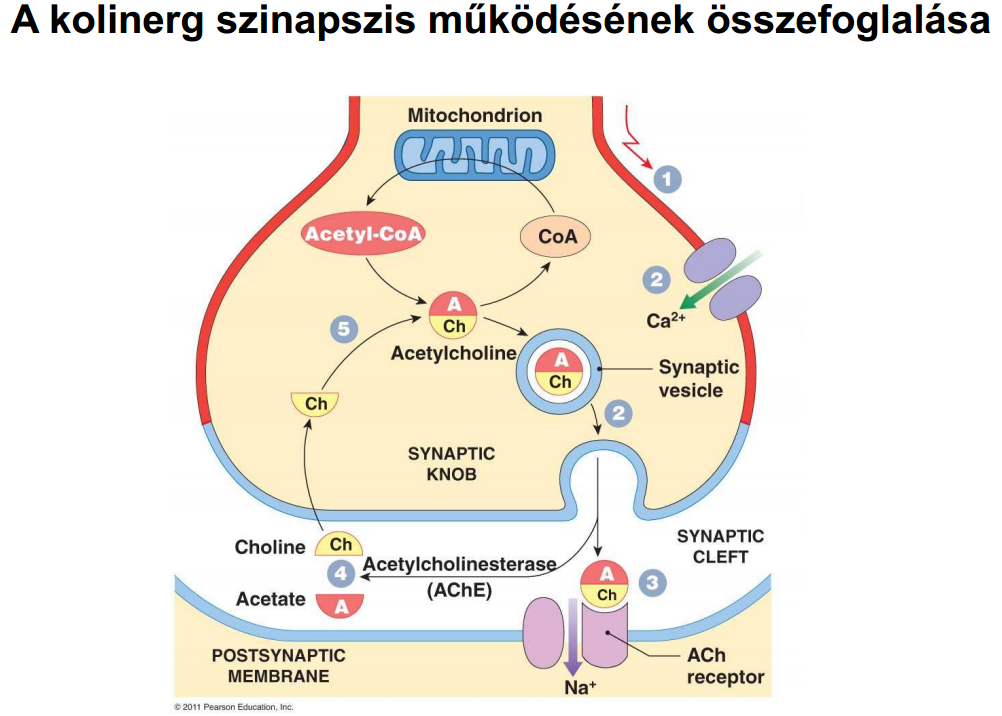 A kolinerg szinapszis működésének összefoglalása
Mitochondrion
1
Acetyl-CoA
CoA
2
Ca²⁺
A
Ch
5
Acetylcholine
A
Ch
Synaptic
vesicle
Ch
2
SYNAPTIC
KNOB
SYNAPTIC
CLEFT
Choline
Ch
Acetylcholinesterase
(AChE)
4
Acetate
A
A
Ch
3
POSTSYNAPTIC
MEMBRANE
ACh
receptor
Na⁺
© 2011 Pearson Education, Inc.